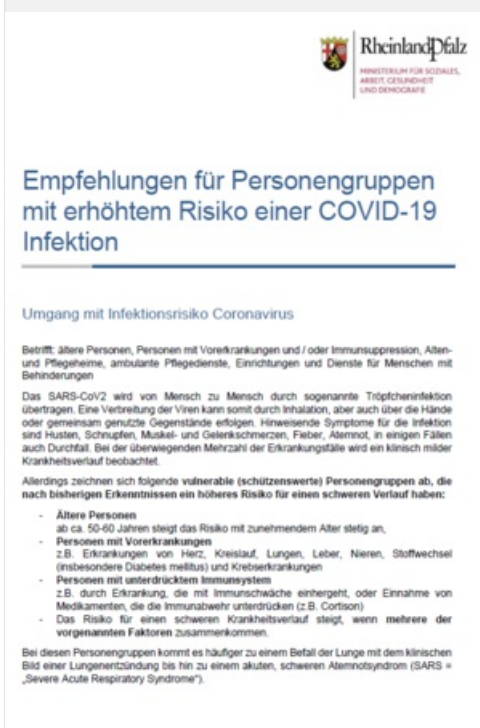 RheinlandPfalz
MINISTERIUM FÜR SOZIALES,
ARBEIT, GESUNDHEIT
UND DEMOGRAFIE
Empfehlungen für Personengruppen
mit erhöhtem Risiko einer COVID-19
Infektion
Umgang mit Infektionsrisiko Coronavirus
Betrifft: ältere Personen, Personen mit Vorerkrankungen und / oder Immunsuppression, Alten-
und Pflegeheime, ambulante Pflegedienste, Einrichtungen und Dienste für Menschen mit
Behinderungen
Das SARS-CoV2 wird von Mensch zu Mensch durch sogenannte Tröpfcheninfektion
übertragen. Eine Verbreitung der Viren kann somit durch Inhalation, aber auch über die Hände
oder gemeinsam genutzte Gegenstände erfolgen. Hinweisende Symptome für die Infektion
sind Husten, Schnupfen, Muskel- und Gelenkschmerzen, Fieber, Atemnot, in einigen Fällen
auch Durchfall. Bei der überwiegenden Mehrzahl der Erkrankungsfälle wird ein klinisch milder
Krankheitsverlauf beobachtet.
Allerdings zeichnen sich folgende vulnerable (schützenswerte) Personengruppen ab, die
nach bisherigen Erkenntnissen ein höheres Risiko für einen schweren Verlauf haben:
- Ältere Personen
ab ca. 50-60 Jahren steigt das Risiko mit zunehmendem Alter stetig an,
- Personen mit Vorerkrankungen
z.B. Erkrankungen von Herz, Kreislauf, Lungen, Leber, Nieren, Stoffwechsel
(insbesondere Diabetes mellitus) und Krebserkrankungen
- Personen mit unterdrücktem Immunsystem
z.B. durch Erkrankung, die mit Immunschwäche einhergeht, oder Einnahme von
Medikamenten, die die Immunabwehr unterdrücken (z.B. Cortison)
- Das Risiko für einen schweren Krankheitsverlauf steigt, wenn mehrere der
vorgenannten Faktoren zusammenkommen.
Bei diesen Personengruppen kommt es häufiger zu einem Befall der Lunge mit dem klinischen
Bild einer Lungenentzündung bis hin zu einem akuten, schweren Atemnotsyndrom (SARS =
„Severe Acute Respiratory Syndrome“).